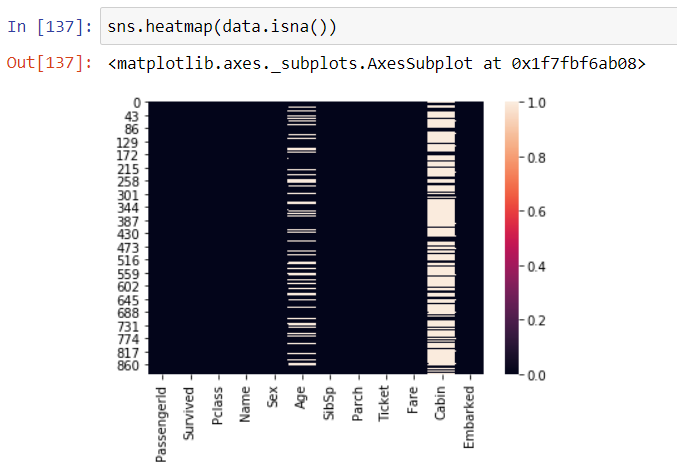 In [137]: sns.heatmap(data.isna())
Out[137]: <matplotlib.axes._subplots.AxesSubplot at 0x1f7fbf6ab08>
0
43
86
129
172
215
258
301
344
387
430
473
516
559
602
645
688
731
774
817
860
PassengerId
Survived
Pclass
Name
Sex
Age
SibSp
Parch
Ticket
Fare
Cabin
Embarked
1.0
0.8
0.6
0.4
0.2
0.0